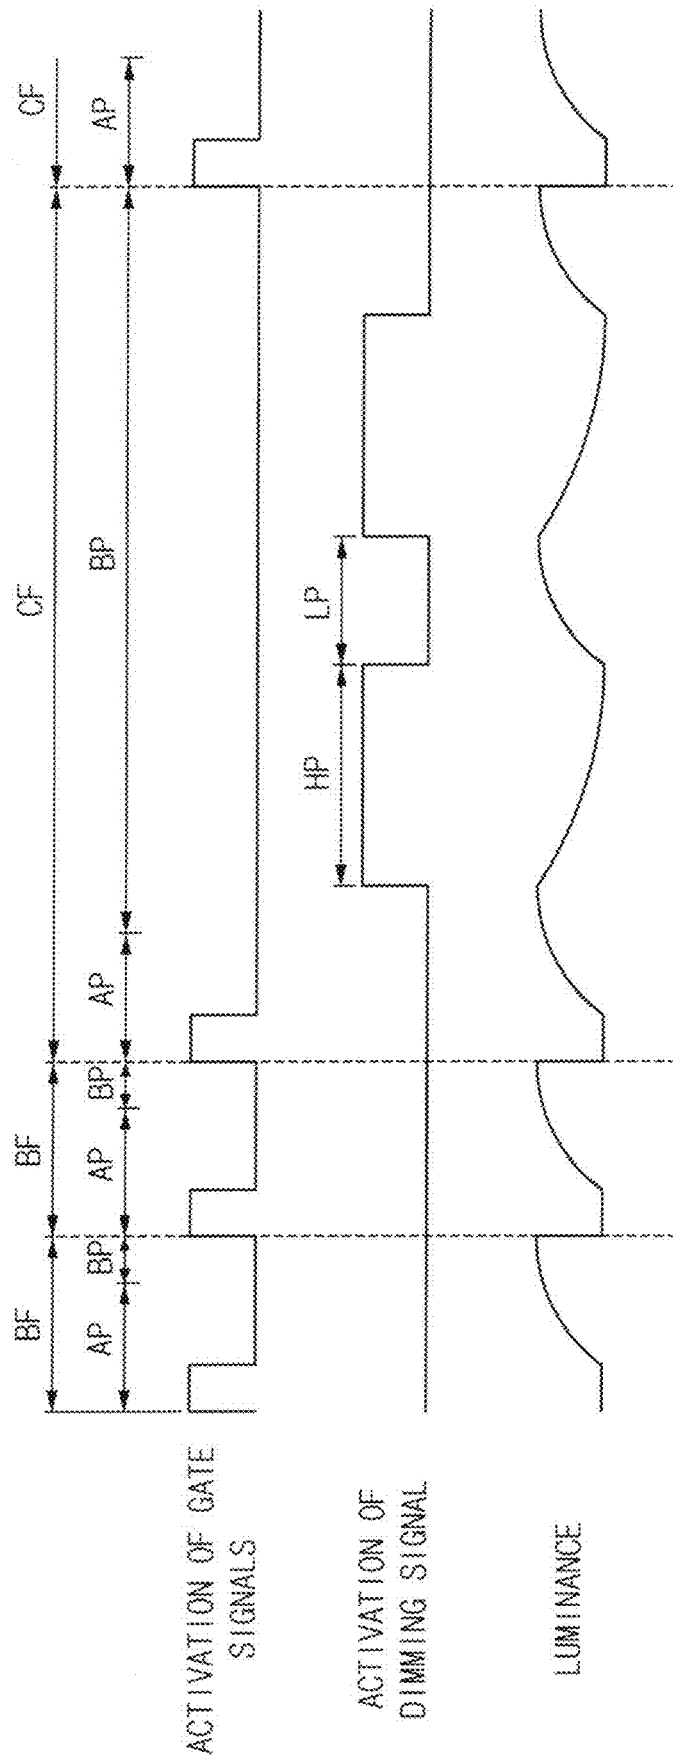 BF
BF
CF
CF
AP
BP
AP
BP
AP
BP
AP
ACTIVATION OF GATE
SIGNALS
HP
LP
ACTIVATION OF
DIMMING SIGNAL
LUMINANCE